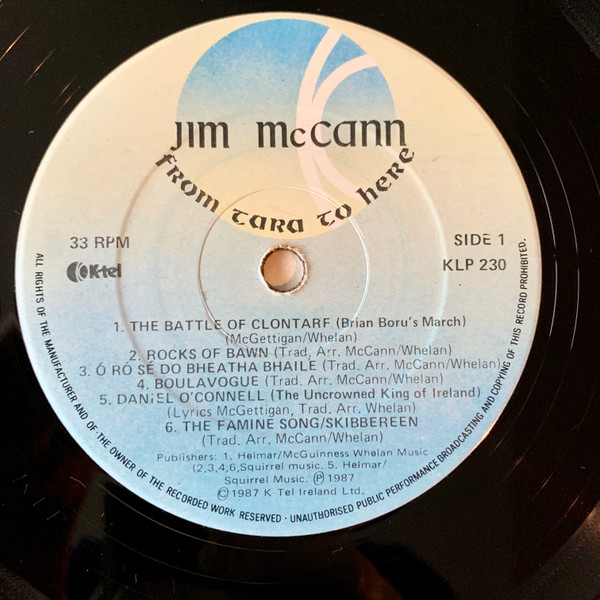 Jim McCann
from tara to here
33 RPM
SIDE 1
K-tel
KLP 230
1. THE BATTLE OF CLONTARF (Brian Boru's March)
(McGettigan/Whelan)
2. ROCKS OF BAWN (Trad, Arr. McCann/Whelan)
3. Ó RÓ SÉ DO BHEATHA BHAILE (Trad, Arr. McCann/Whelan)
4. BOULAVOGUE (Trad, Arr. McCann/Whelan)
5. DANIEL O'CONNELL (The Uncrowned King of Ireland)
(Lyrics McGettigan, Trad, Arr. Whelan)
6. THE FAMINE SONG/SKIBBEREEN
(Trad, Arr. McCann/Whelan)
Publishers: 1. Helmar/McGuinness Whelan Music
(2,3,4,6,Squirrel music. 5. Helmar/
Squirrel Music. Ⓟ 1987
©1987 K Tel Ireland Ltd.
ALL RIGHTS OF THE MANUFACTURER AND OF THE OWNER OF THE RECORDED WORK RESERVED · UNAUTHORISED PUBLIC PERFORMANCE BROADCASTING AND COPYING OF THIS RECORD PROHIBITED.